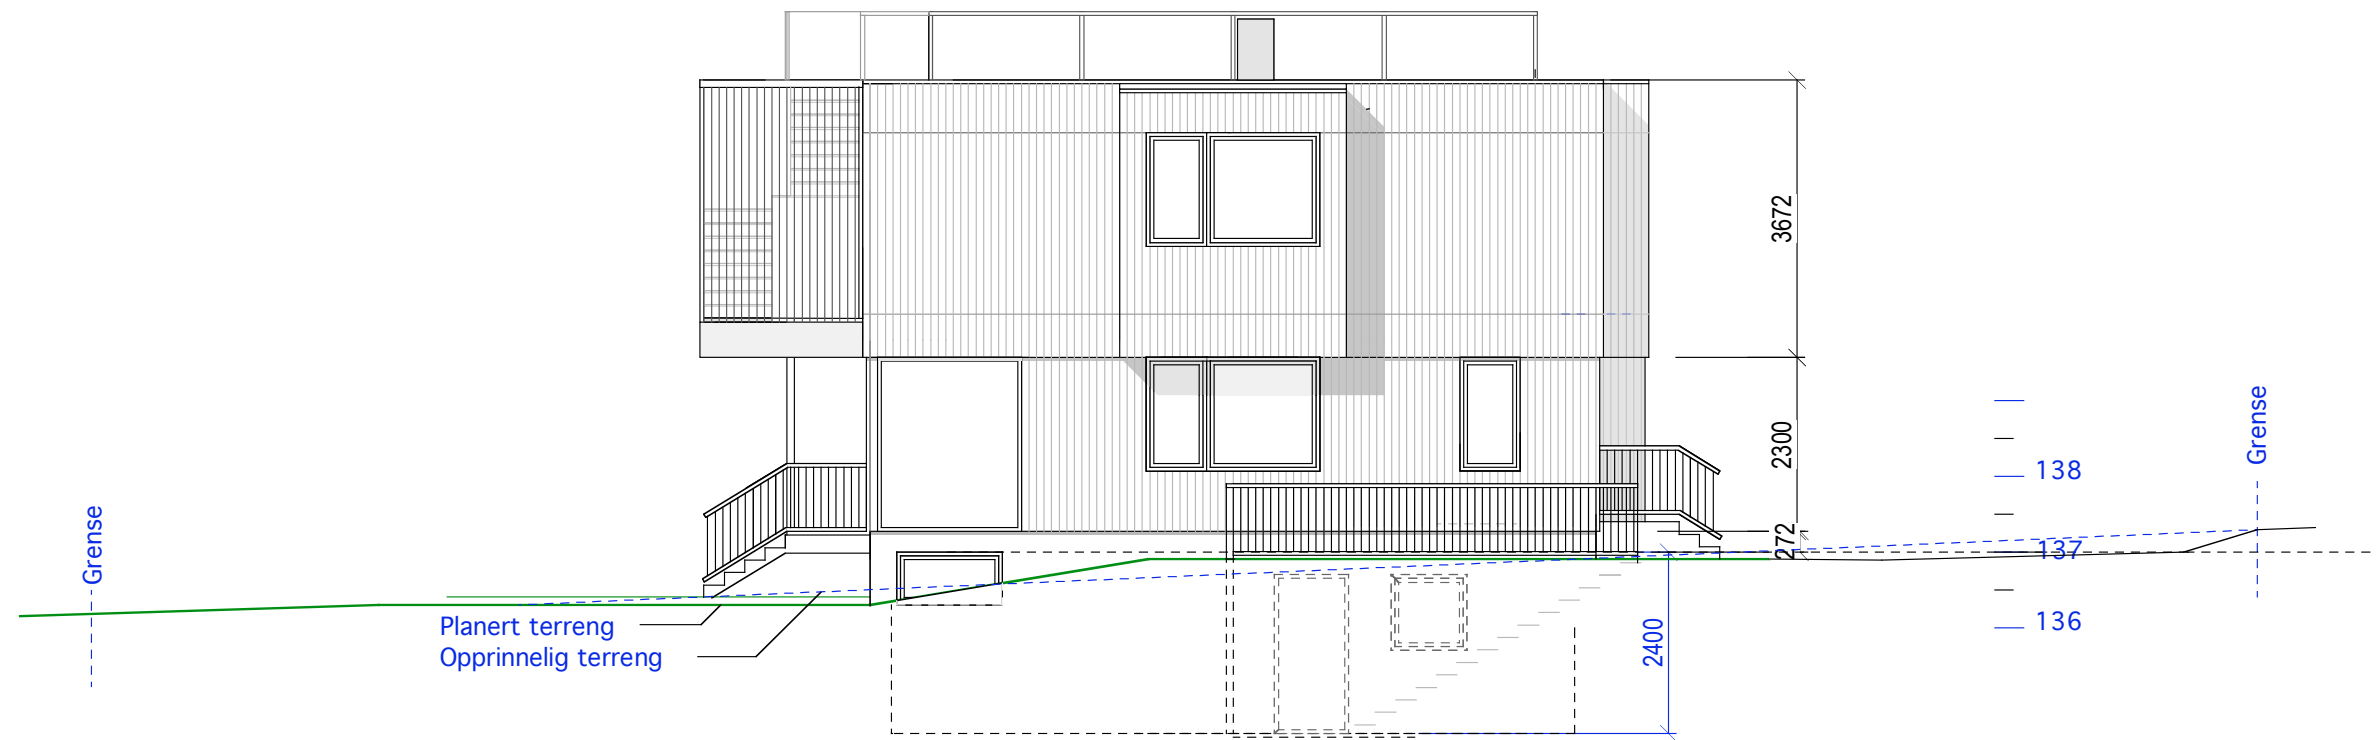 3672
2300
272
2400
138
137
136
Grense
Grense
Planert terreng
Opprinnelig terreng